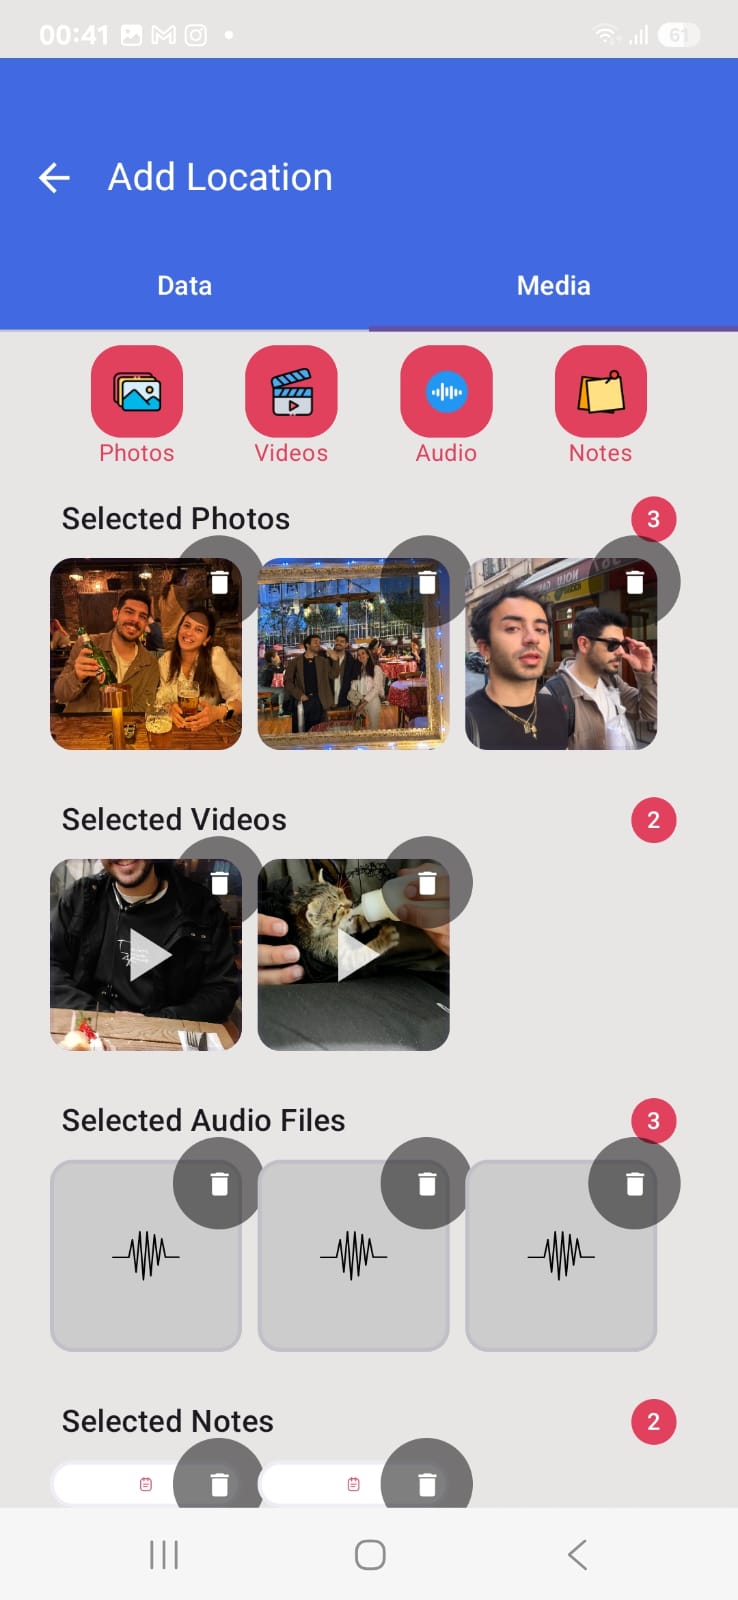 00:41
61
Add Location
Data
Media
Photos
Videos
Audio
Notes
Selected Photos
3
Selected Videos
2
Selected Audio Files
3
Selected Notes
2